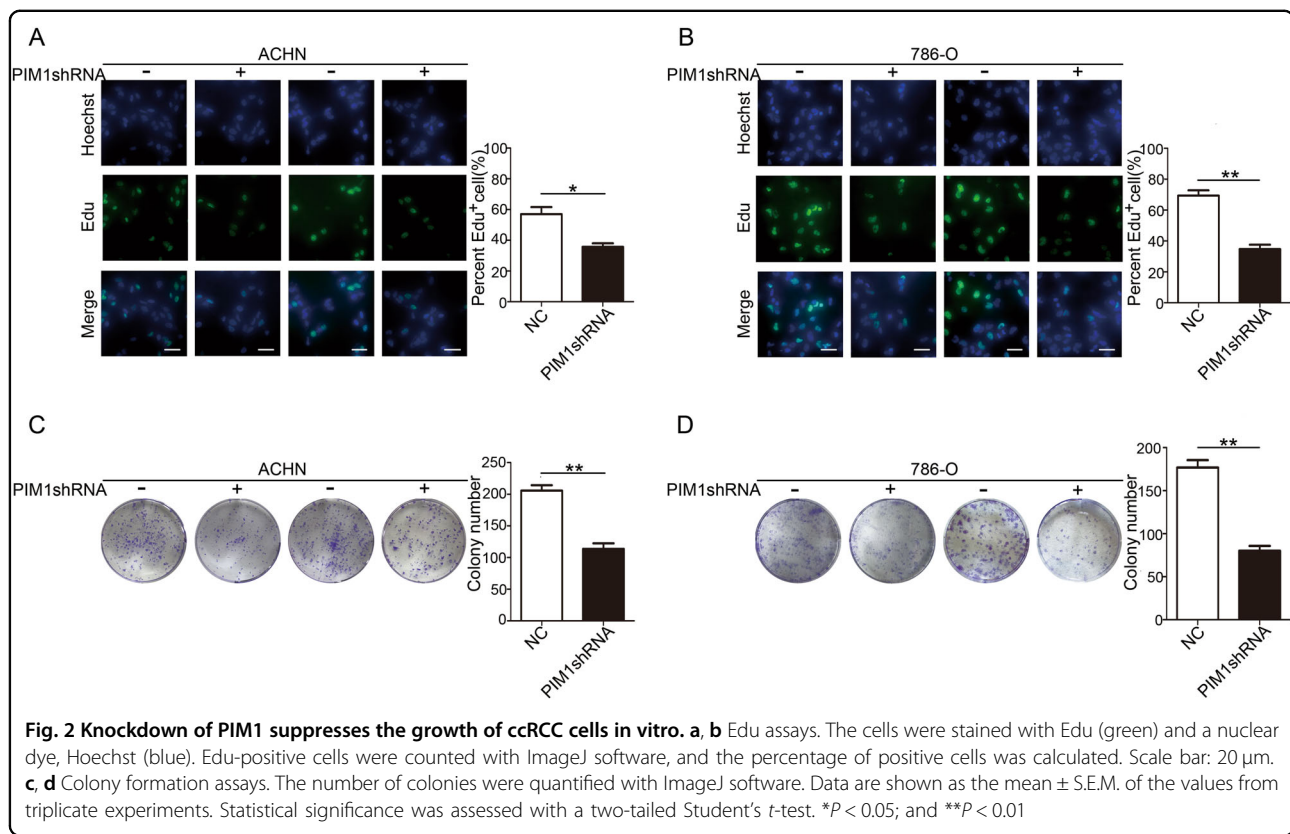 A
ACHN
PIM1shRNA - + - +
Hoechst
Edu
Merge
Percent Edu+cell(%)
100
80
60
40
20
0
*
NC
PIM1shRNA
B
786-O
PIM1shRNA - + - +
Hoechst
Edu
Merge
Percent Edu+cell(%)
100
80
60
40
20
0
**
NC
PIM1shRNA
C
ACHN
PIM1shRNA - + - +
Colony number
250
200
150
100
50
0
**
NC
PIM1shRNA
D
786-O
PIM1shRNA - + - +
Colony number
200
150
100
50
0
**
NC
PIM1shRNA
Fig. 2 Knockdown of PIM1 suppresses the growth of ccRCC cells in vitro. a, b Edu assays. The cells were stained with Edu (green) and a nuclear
dye, Hoechst (blue). Edu-positive cells were counted with ImageJ software, and the percentage of positive cells was calculated. Scale bar: 20 µm.
c, d Colony formation assays. The number of colonies were quantified with ImageJ software. Data are shown as the mean ± S.E.M. of the values from
triplicate experiments. Statistical significance was assessed with a two-tailed Student's t-test. *P < 0.05; and **P < 0.01